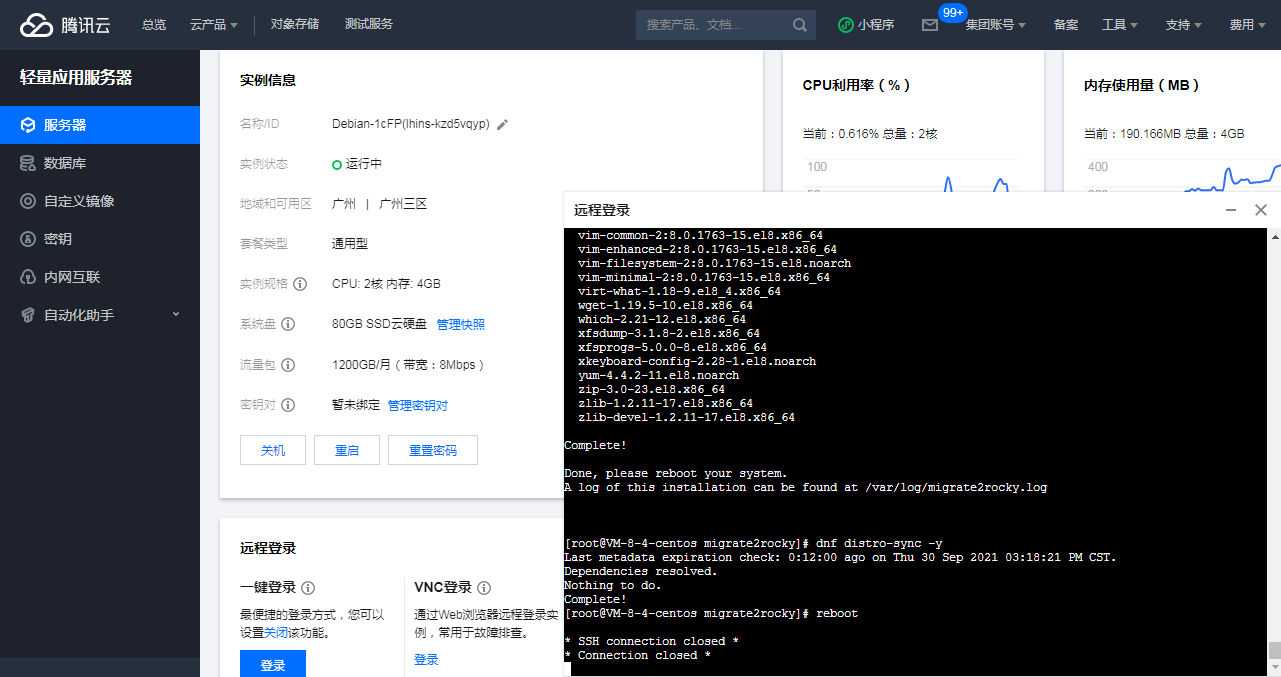 腾讯云 总览 云产品 对象存储 测试服务 搜索产品、文档... 小程序 99+ 集团账号 备案 工具 支持 费用
轻量应用服务器
服务器
数据库
自定义镜像
密钥
内网互联
自动化助手
实例信息
名称/ID Debian-1cFP(lhins-kzd5vqyp)
实例状态 运行中
地域和可用区 广州 | 广州三区
套餐类型 通用型
实例规格 CPU: 2核 内存: 4GB
系统盘 80GB SSD云硬盘 管理快照
流量包 1200GB/月（带宽：8Mbps）
密钥对 暂未绑定 管理密钥对
关机 重启 重置密码
CPU利用率（%）
当前：0.616% 总量：2核
100
内存使用量（MB）
当前：190.166MB 总量：4GB
400
远程登录
一键登录
最便捷的登录方式，您可以
设置关闭该功能。
登录
VNC登录
通过Web浏览器远程登录实
例，常用于故障排查。
登录
远程登录
vim-common-2:8.0.1763-15.el8.x86_64
vim-enhanced-2:8.0.1763-15.el8.x86_64
vim-filesystem-2:8.0.1763-15.el8.noarch
vim-minimal-2:8.0.1763-15.el8.x86_64
virt-what-1.18-9.el8_4.x86_64
wget-1.19.5-10.el8.x86_64
which-2.21-12.el8.x86_64
xfsdump-3.1.8-2.el8.x86_64
xfsprogs-5.0.0-8.el8.x86_64
xkeyboard-config-2.28-1.el8.noarch
yum-4.4.2-11.el8.noarch
zip-3.0-23.el8.x86_64
zlib-1.2.11-17.el8.x86_64
zlib-devel-1.2.11-17.el8.x86_64
Complete!
Done, please reboot your system.
A log of this installation can be found at /var/log/migrate2rocky.log
[root@VM-8-4-centos migrate2rocky]# dnf distro-sync -y
Last metadata expiration check: 0:12:00 ago on Thu 30 Sep 2021 03:18:21 PM CST.
Dependencies resolved.
Nothing to do.
Complete!
[root@VM-8-4-centos migrate2rocky]# reboot
* SSH connection closed *
* Connection closed *